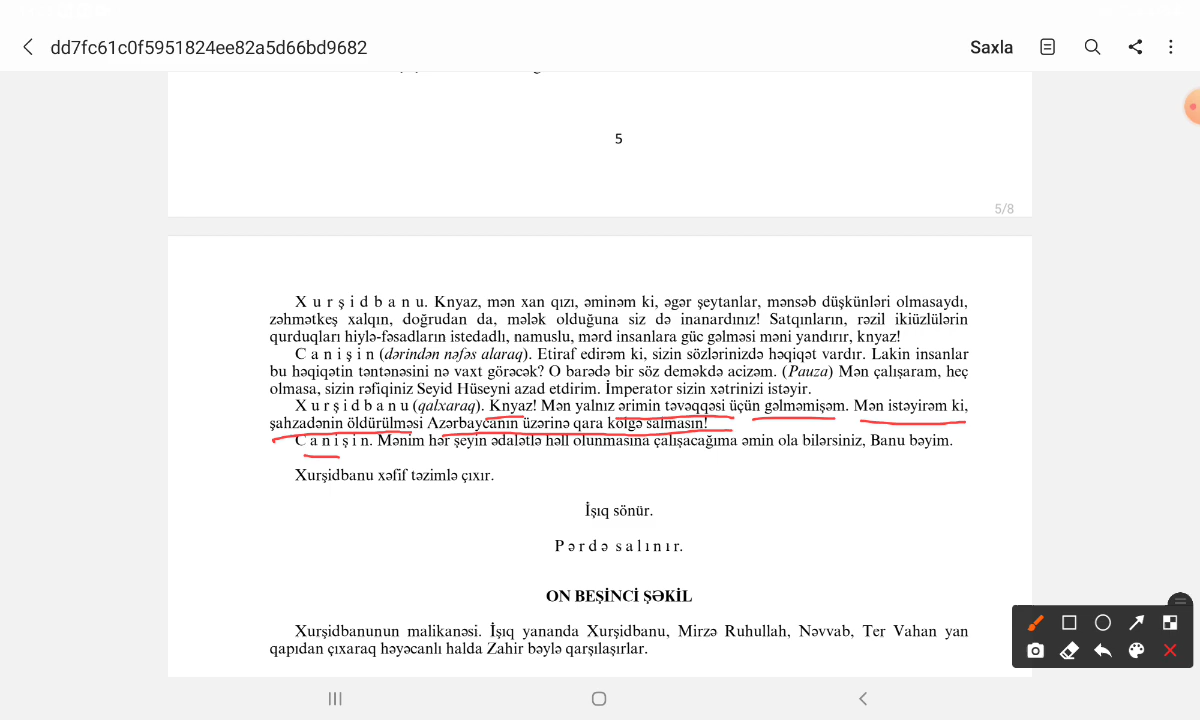 dd7fc61c0f5951824ee82a5d66bd9682
Saxla
5
5/8
X u r ş i d b a n u. Knyaz, mən xan qızı, əminəm ki, əgər şeytanlar, mənsəb düşkünləri olmasaydı,
zəhmətkeş xalqın, doğrudan da, mələk olduğuna siz də inanardınız! Satqınların, rəzil ikiüzlülərin
qurduqları hiylə-fəsadların istedadlı, namuslu, mərd insanlara güc gəlməsi məni yandırır, knyaz!
C a n i ş i n (dərindən nəfəs alaraq). Etiraf edirəm ki, sizin sözlərinizdə həqiqət vardır. Lakin insanlar
bu həqiqətin təntənəsini nə vaxt görəcək? O barədə bir söz deməkdə acizəm. (Pauza) Mən çalışaram, heç
olmasa, sizin rəfiqiniz Seyid Hüseyni azad etdirim. İmperator sizin xətrinizi istəyir.
X u r ş i d b a n u (qalxaraq). Knyaz! Mən yalnız ərimin təvəqqəsi üçün gəlməmişəm. Mən istəyirəm ki,
şahzadənin öldürülməsi Azərbaycanın üzərinə qara kölgə salmasın!
C a n i ş i n. Mənim hər şeyin ədalətlə həll olunmasına çalışacağıma əmin ola bilərsiniz, Banu bəyim.
Xurşidbanu xəfif təzimlə çıxır.
İşıq sönür.
P ə r d ə s a l ı n ı r.
ON BEŞİNCİ ŞƏKİL
Xurşidbanunun malikanəsi. İşıq yananda Xurşidbanu, Mirzə Ruhullah, Nəvvab, Ter Vahan yan
qapıdan çıxaraq həyəcanlı halda Zahir bəylə qarşılaşırlar.